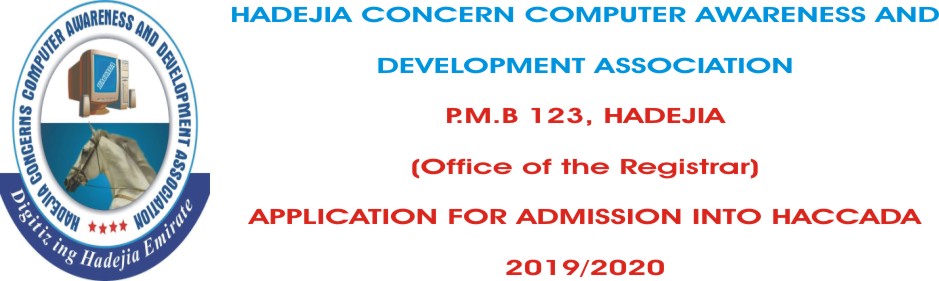 HADEJIA CONCERNS COMPUTER AWARENESS AND DEVELOPMENT ASSOCIATION
Digitiz ing Hadejia Emirate
HADEJIA CONCERN COMPUTER AWARENESS AND
DEVELOPMENT ASSOCIATION
P.M.B 123, HADEJIA
(Office of the Registrar)
APPLICATION FOR ADMISSION INTO HACCADA
2019/2020